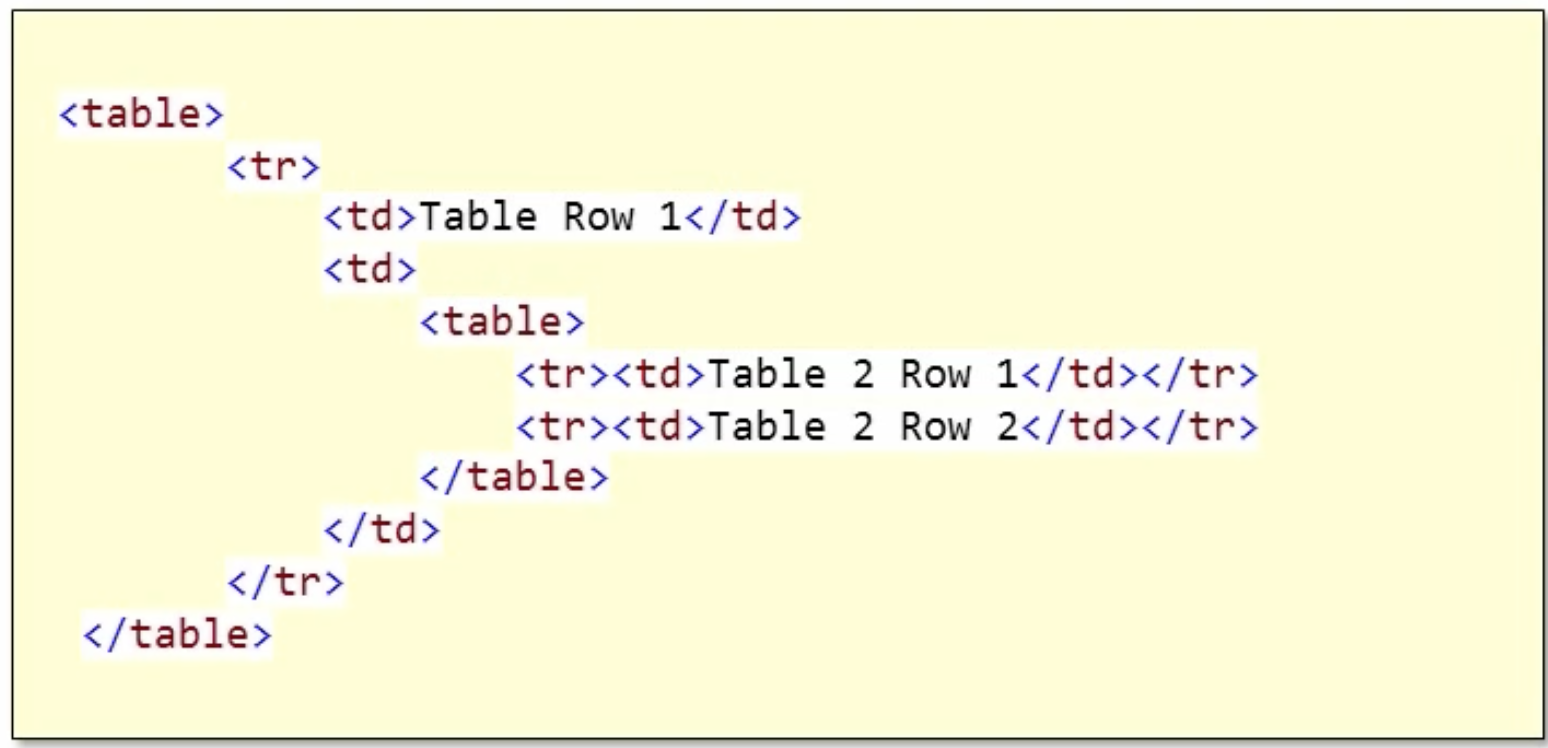 <table>
<tr>
<td>Table Row 1</td>
<td>
<table>
<tr><td>Table 2 Row 1</td></tr>
<tr><td>Table 2 Row 2</td></tr>
</table>
</td>
</tr>
</table>